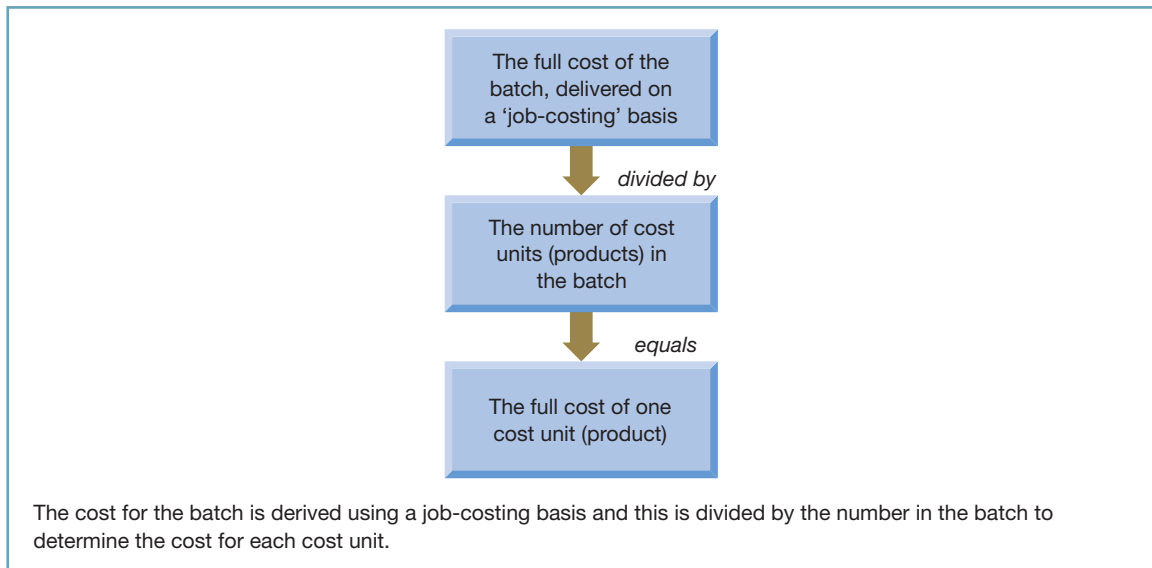 The full cost of the
batch, delivered on
a ‘job-costing’ basis
divided by
The number of cost
units (products) in
the batch
equals
The full cost of one
cost unit (product)
The cost for the batch is derived using a job-costing basis and this is divided by the number in the batch to
determine the cost for each cost unit.